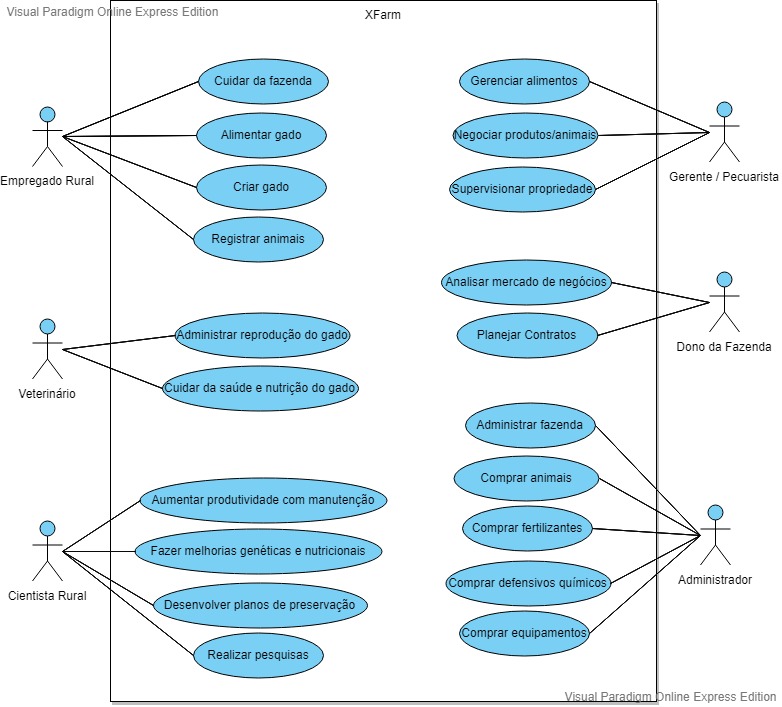 Visual Paradigm Online Express Edition
XFarm
Cuidar da fazenda
Alimentar gado
Criar gado
Registrar animais
Empregado Rural
Gerenciar alimentos
Negociar produtos/animais
Supervisionar propriedade
Gerente / Pecuarista
Administrar reprodução do gado
Cuidar da saúde e nutrição do gado
Veterinário
Analisar mercado de negócios
Planejar Contratos
Dono da Fazenda
Aumentar produtividade com manutenção
Fazer melhorias genéticas e nutricionais
Desenvolver planos de preservação
Realizar pesquisas
Cientista Rural
Administrar fazenda
Comprar animais
Comprar fertilizantes
Comprar defensivos químicos
Comprar equipamentos
Administrador
Visual Paradigm Online Express Edition